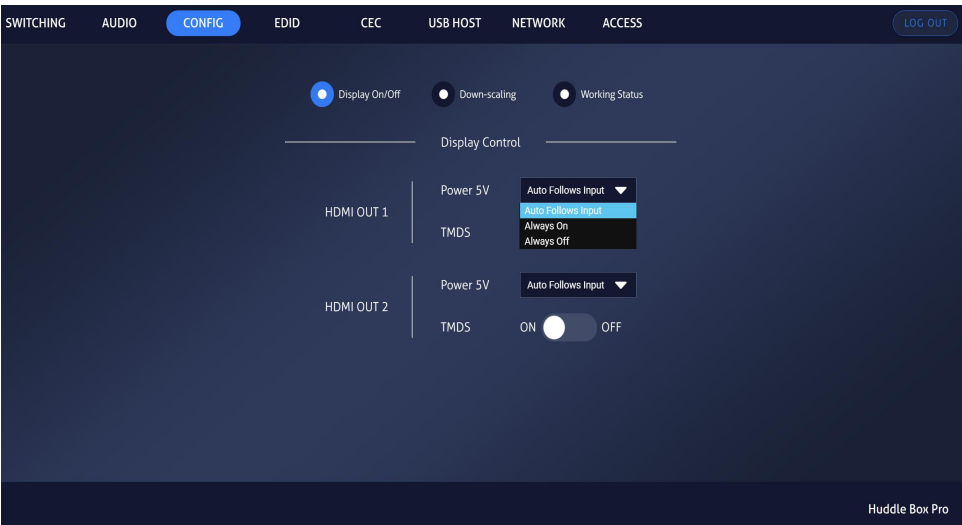 SWITCHING AUDIO CONFIG EDID CEC USB HOST NETWORK ACCESS LOG OUT
Display On/Off Down-scaling Working Status
Display Control
HDMI OUT 1
Power 5V Auto Follows Input
Auto Follows Input
Always On
Always Off
TMDS
HDMI OUT 2
Power 5V Auto Follows Input
TMDS ON OFF
Huddle Box Pro